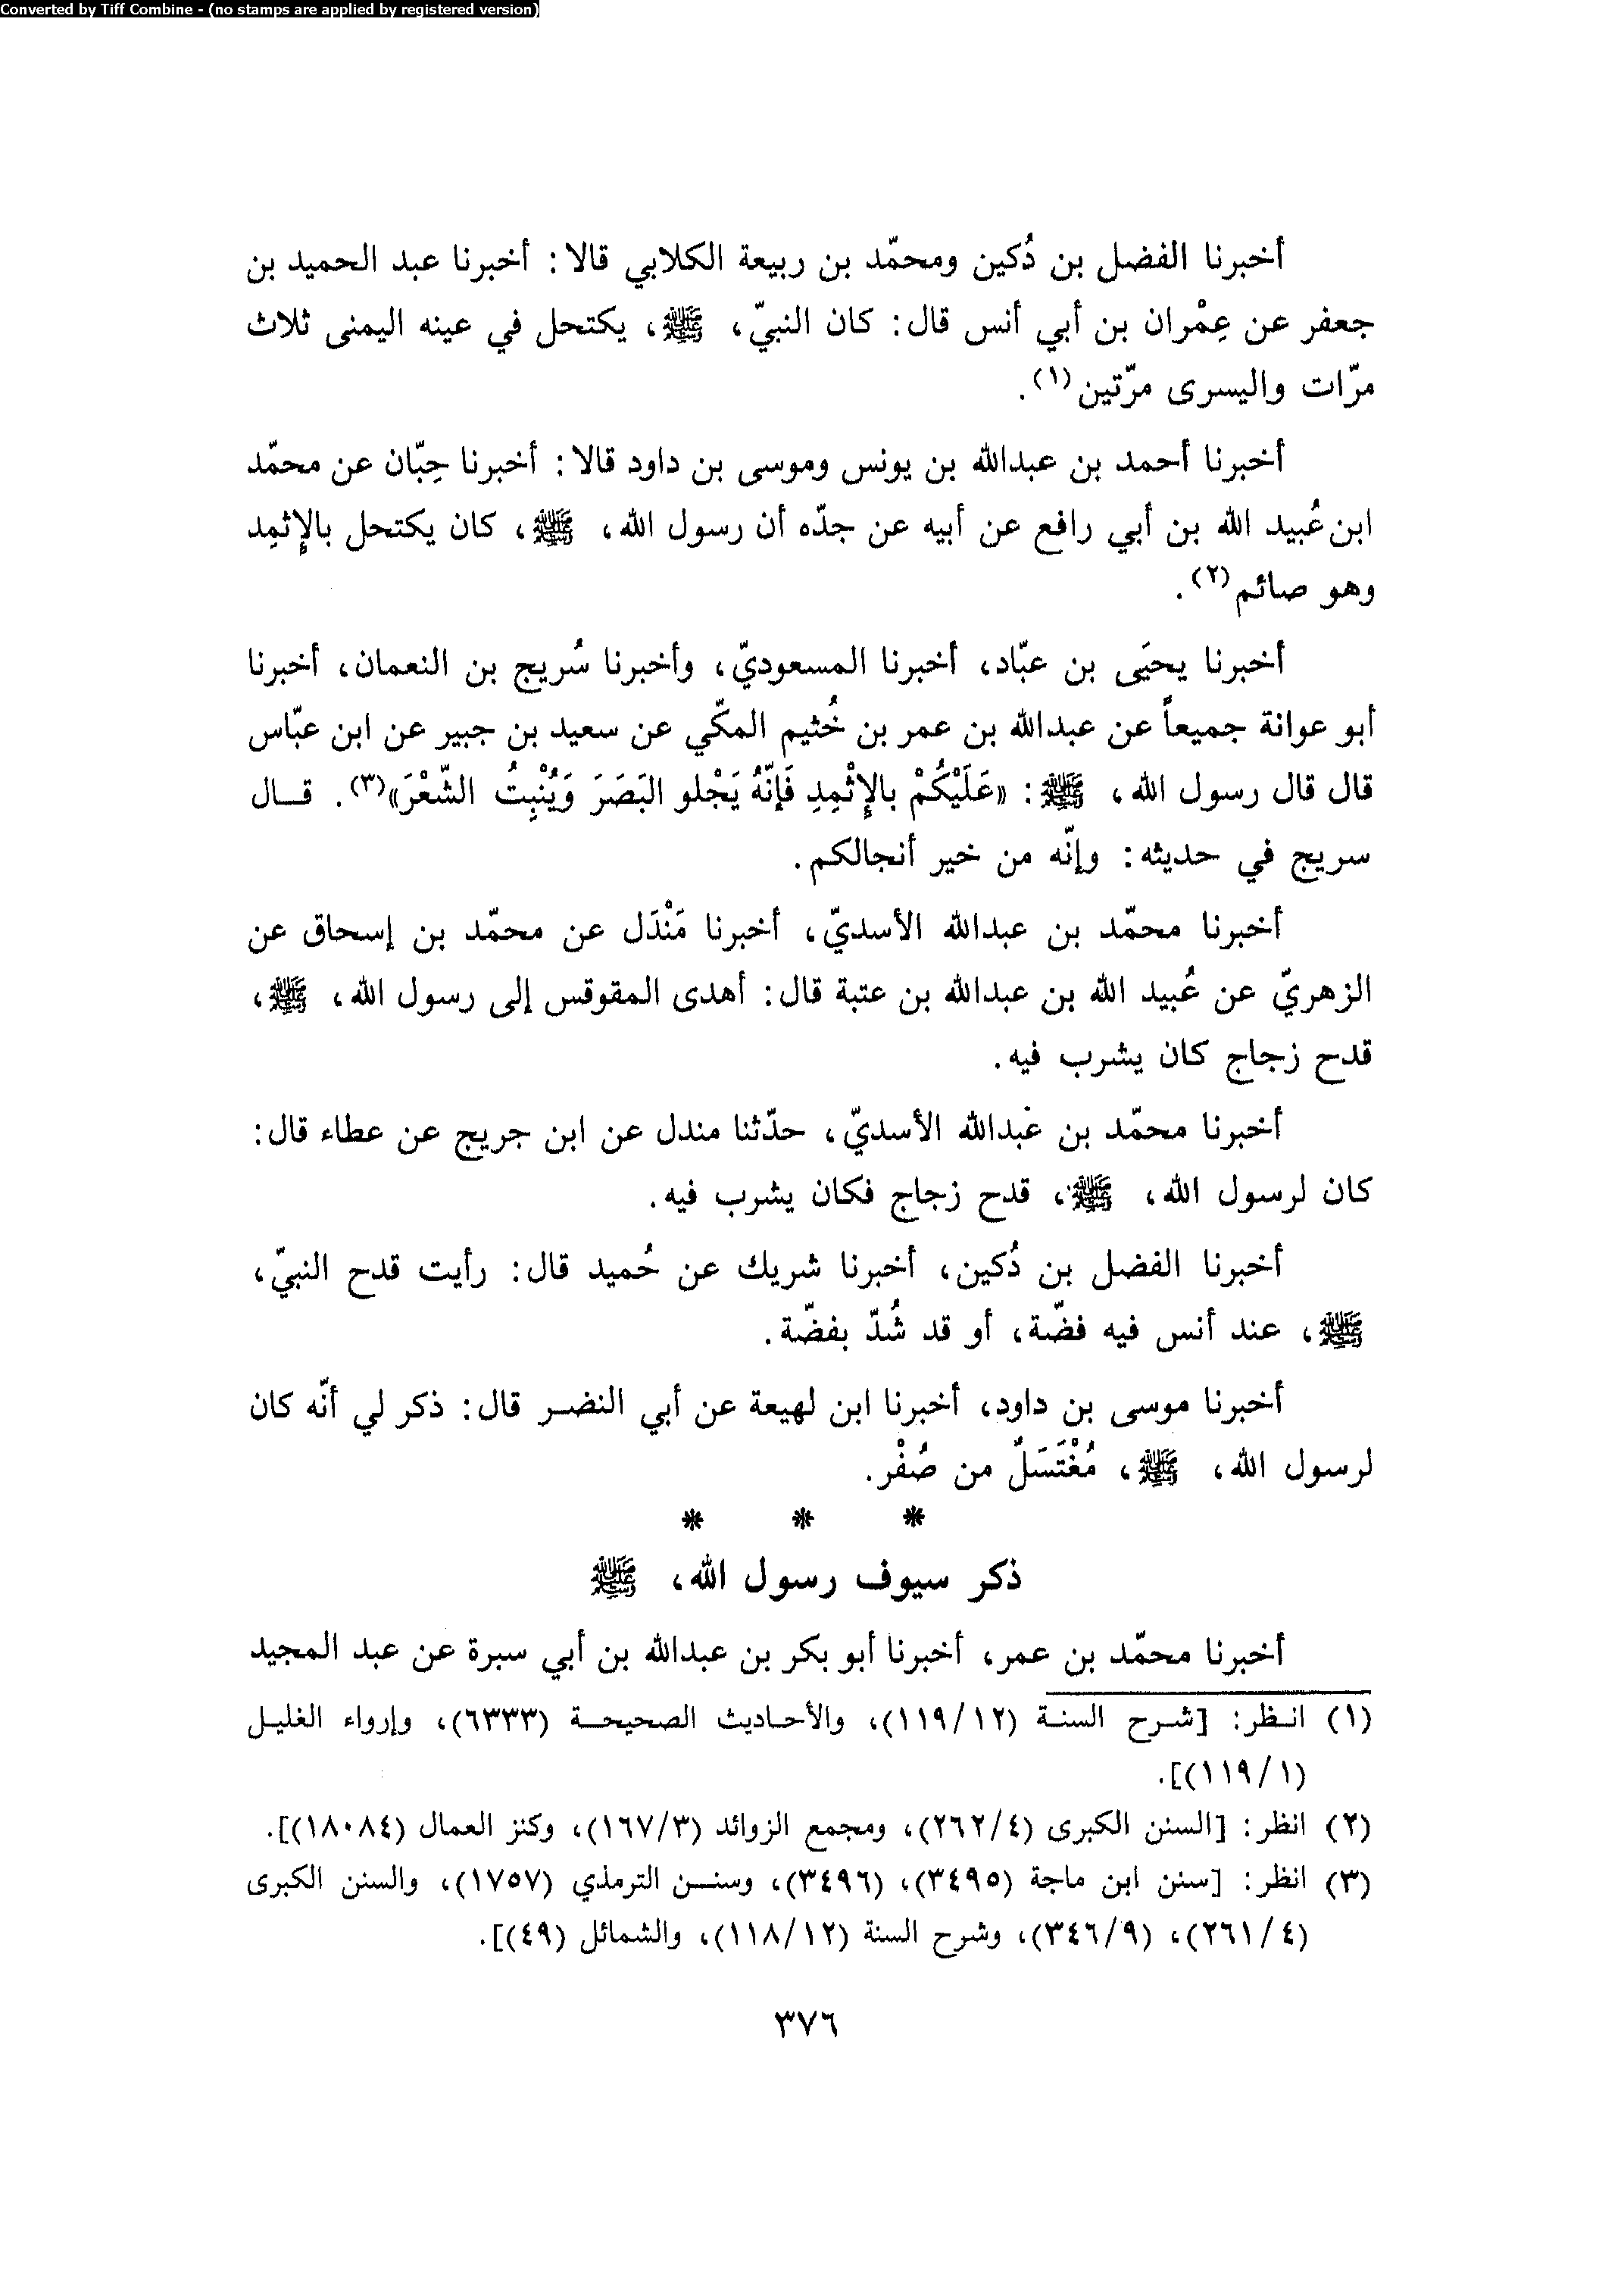 Converted by Tiff Combine - (no stamps are applied by registered version)
أخبرنا الفضل بن دُكين ومحمّد بن ربيعة الكلابي قالا: أخبرنا عبد الحميد بن
جعفر عن عِمْران بن أبي أنس قال: كان النبيّ، ﷺ، يكتحل في عينه اليمنى ثلاث
مرّات واليسرى مرّتين(١).
أخبرنا أحمد بن عبدالله بن يونس وموسى بن داود قالا: أخبرنا حِبّان عن محمّد
ابن عُبيد الله بن أبي رافع عن أبيه عن جدّه أن رسول الله، ﷺ، كان يكتحل بالإثمِد
وهو صائم(٢).
أخبرنا يحيَى بن عبّاد، أخبرنا المسعوديّ، وأخبرنا سُريج بن النعمان، أخبرنا
أبو عوانة جميعاً عن عبدالله بن عمر بن خُثيم المكّي عن سعيد بن جبير عن ابن عبّاس
قال قال رسول الله، ﷺ: «عَلَيْكُمْ بالإِثْمِدِ فَإنّهُ يَجْلو البَصَرَ وَيُنْبِتُ الشّعْرَ»(٣). قال
سريج في حديثه: وإنّه من خير أنجالكم.
أخبرنا محمّد بن عبدالله الأسديّ، أخبرنا مَنْدَل عن محمّد بن إسحاق عن
الزهريّ عن عُبيد الله بن عبدالله بن عتبة قال: أهدى المقوقس إلى رسول الله، ﷺ،
قدح زجاج كان يشرب فيه.
أخبرنا محمّد بن عبدالله الأسديّ، حدّثنا مندل عن ابن جريج عن عطاء قال:
كان لرسول الله، ﷺ، قدح زجاج فكان يشرب فيه.
أخبرنا الفضل بن دُكين، أخبرنا شريك عن حُميد قال: رأيت قدح النبيّ،
ﷺ، عند أنس فيه فضّة، أو قد شُدّ بفضّة.
أخبرنا موسى بن داود، أخبرنا ابن لهيعة عن أبي النضر قال: ذكر لي أنّه كان
لرسول الله، ﷺ، مُغْتَسَلٌ من صُفْر.
* * *
ذكر سيوف رسول الله، ﷺ
أخبرنا محمّد بن عمر، أخبرنا أبو بكر بن عبدالله بن أبي سبرة عن عبد المجيد
(١) انظر: [شرح السنة (١١٩/١٢)، والأحاديث الصحيحة (٦٣٣٣)، وإرواء الغليل
(١١٩/١)].
(٢) انظر: [السنن الكبرى (٢٦٢/٤)، ومجمع الزوائد (١٦٧/٣)، وكنز العمال (١٨٠٨٤)].
(٣) انظر: [سنن ابن ماجة (٣٤٩٥)، (٣٤٩٦)، وسنن الترمذي (١٧٥٧)، والسنن الكبرى
(٢٦١/٤)، (٣٤٦/٩)، وشرح السنة (١١٨/١٢)، والشمائل (٤٩)].
٣٧٦